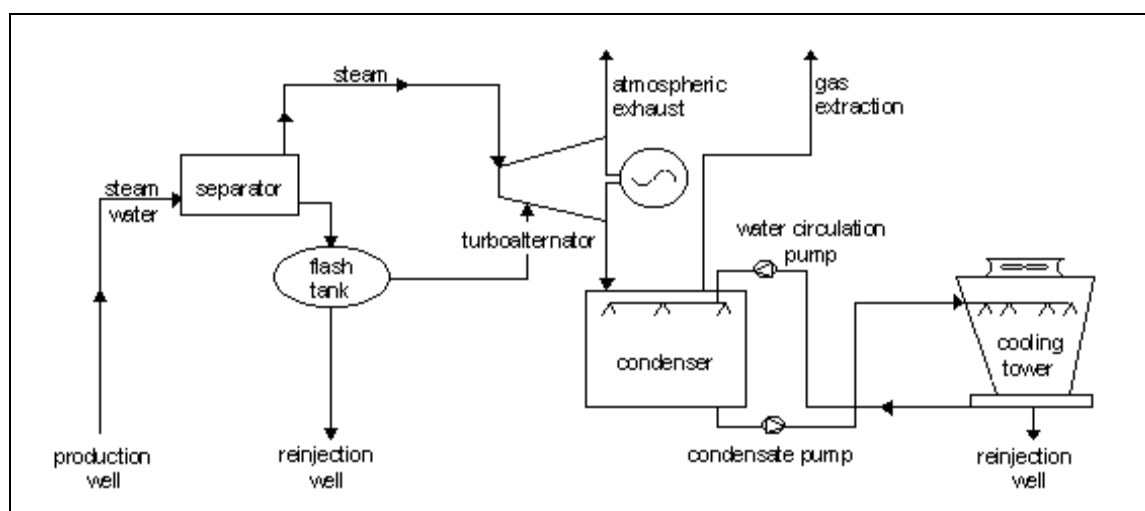 steam
atmospheric
exhaust
gas
extraction
separator
steam
water
turboalternator
water circulation
pump
flash
tank
condenser
cooling
tower
production
well
reinjection
well
condensate pump
reinjection
well